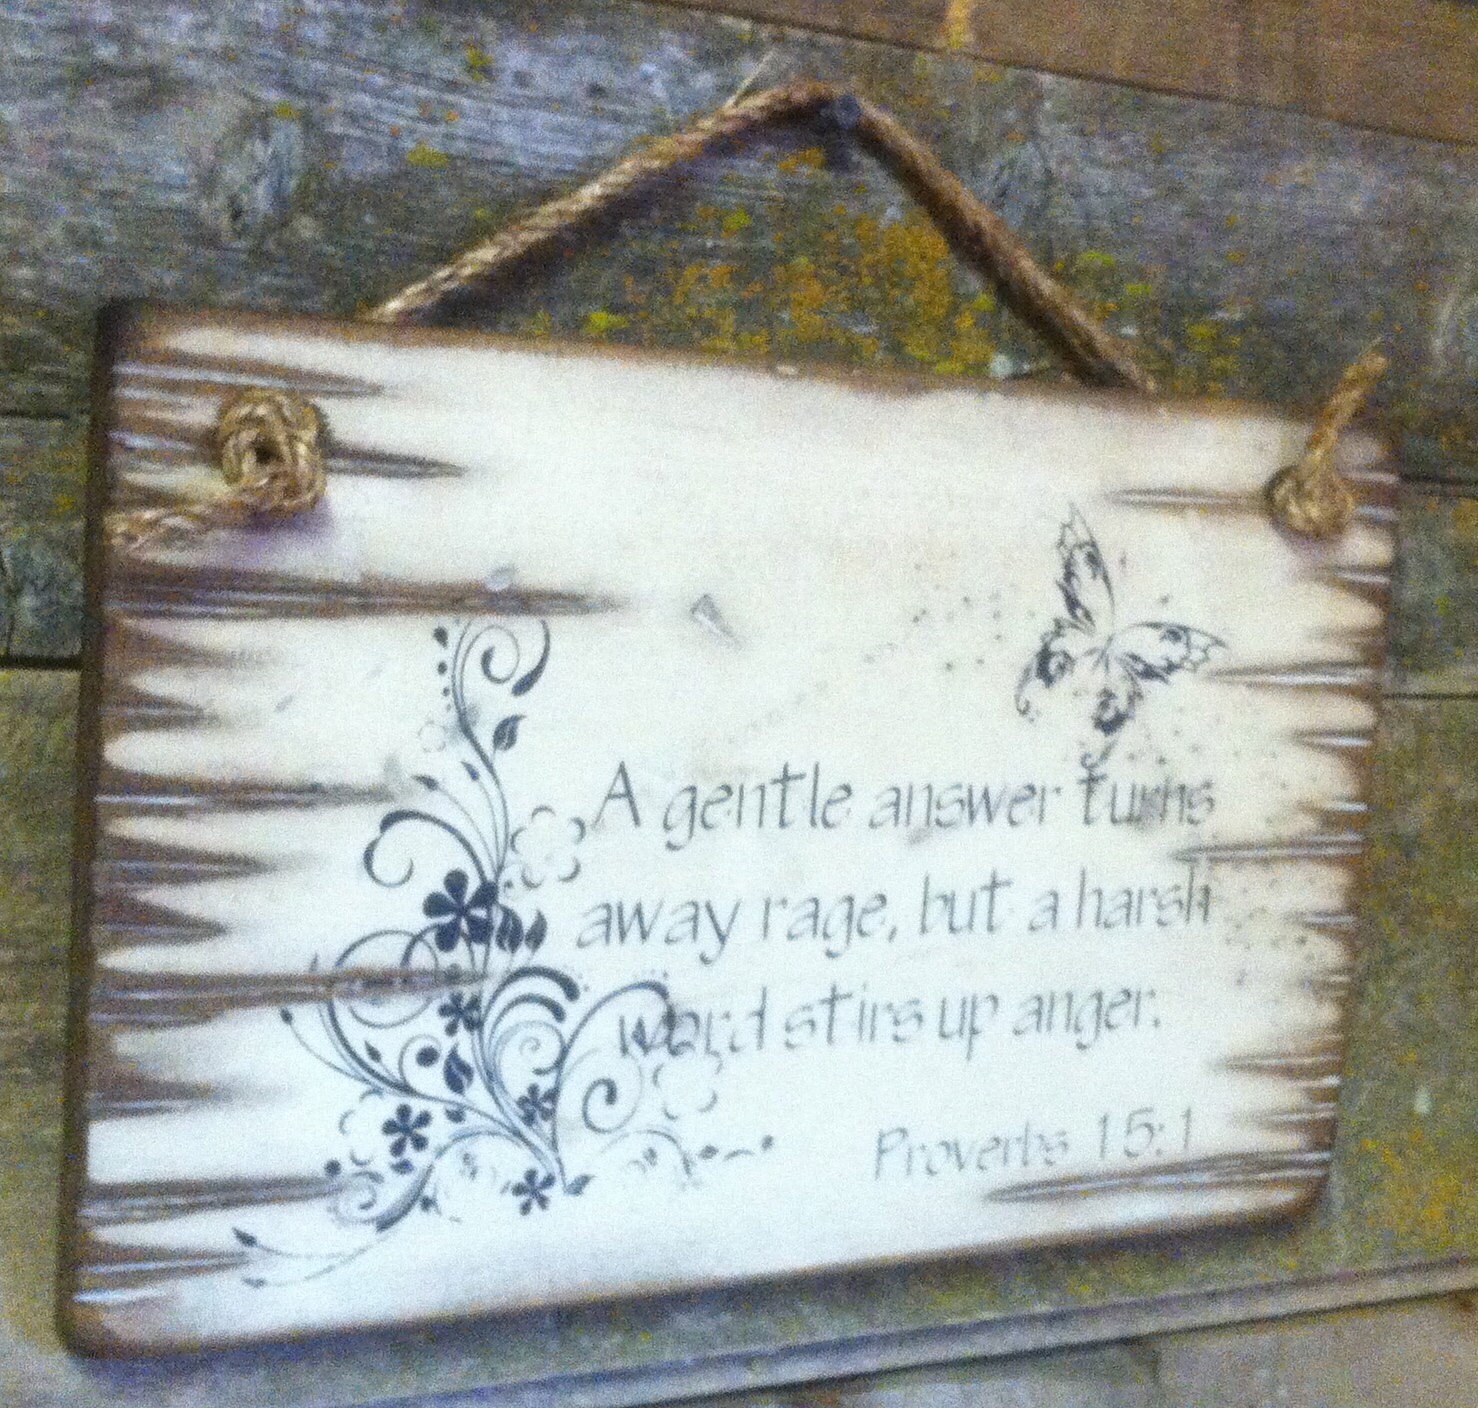 A gentle answer turns
away rage, but a harsh
word stirs up anger.
Proverbs 15:1